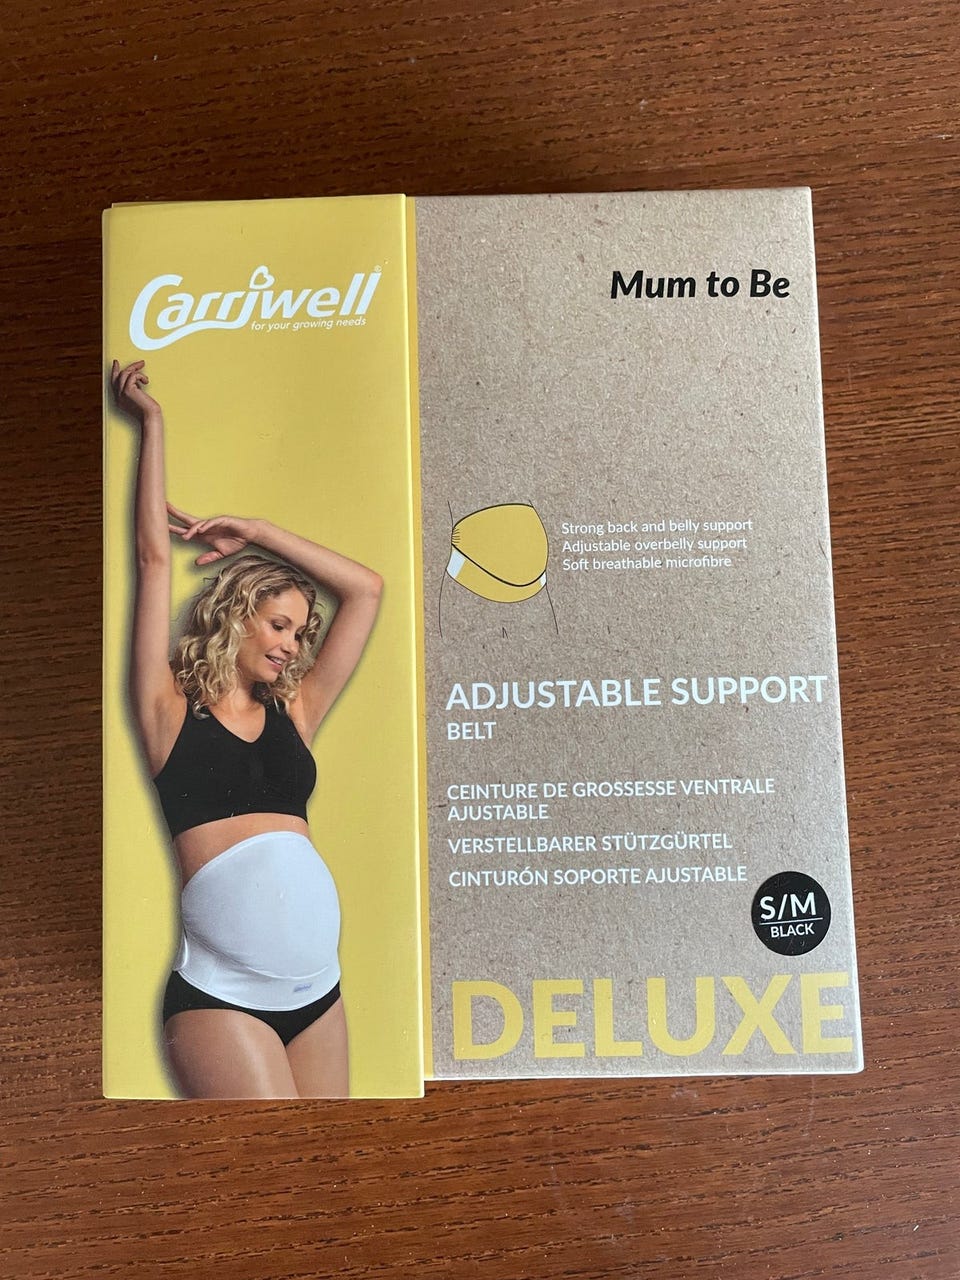 Carriwell®
for your growing needs
Mum to Be
Strong back and belly support
Adjustable overbelly support
Soft breathable microfibre
ADJUSTABLE SUPPORT
BELT
CEINTURE DE GROSSESSE VENTRALE
AJUSTABLE
VERSTELLBARER STÜTZGÜRTEL
CINTURÓN SOPORTE AJUSTABLE
S/M
BLACK
DELUXE